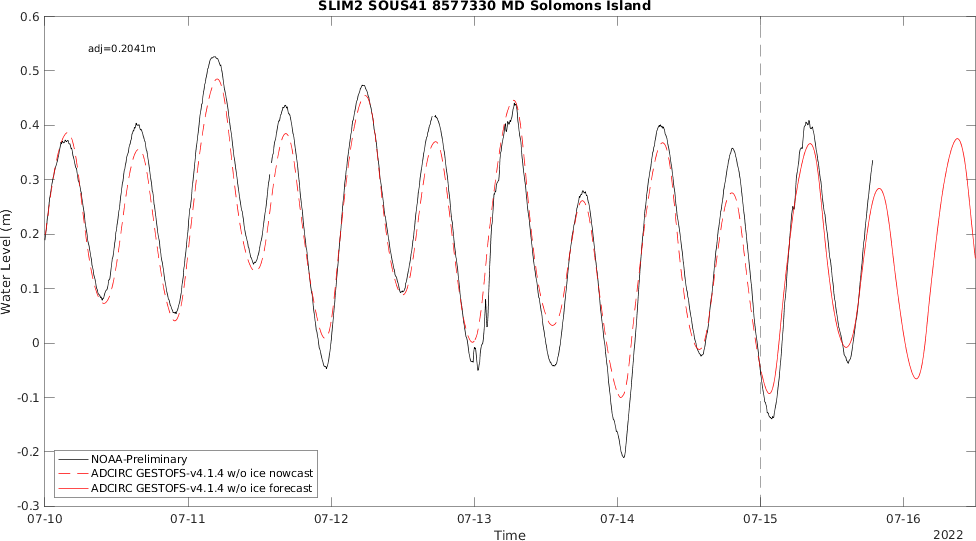 SLIM2 SOUS41 8577330 MD Solomons Island
0.6
adj=0.2041m
0.5
0.4
0.3
0.2
0.1
0
-0.1
-0.2
-0.3
Water Level (m)
NOAA-Preliminary
ADCIRC GESTOFS-v4.1.4 w/o ice nowcast
ADCIRC GESTOFS-v4.1.4 w/o ice forecast
07-10 07-11 07-12 07-13 07-14 07-15 07-16
Time
2022